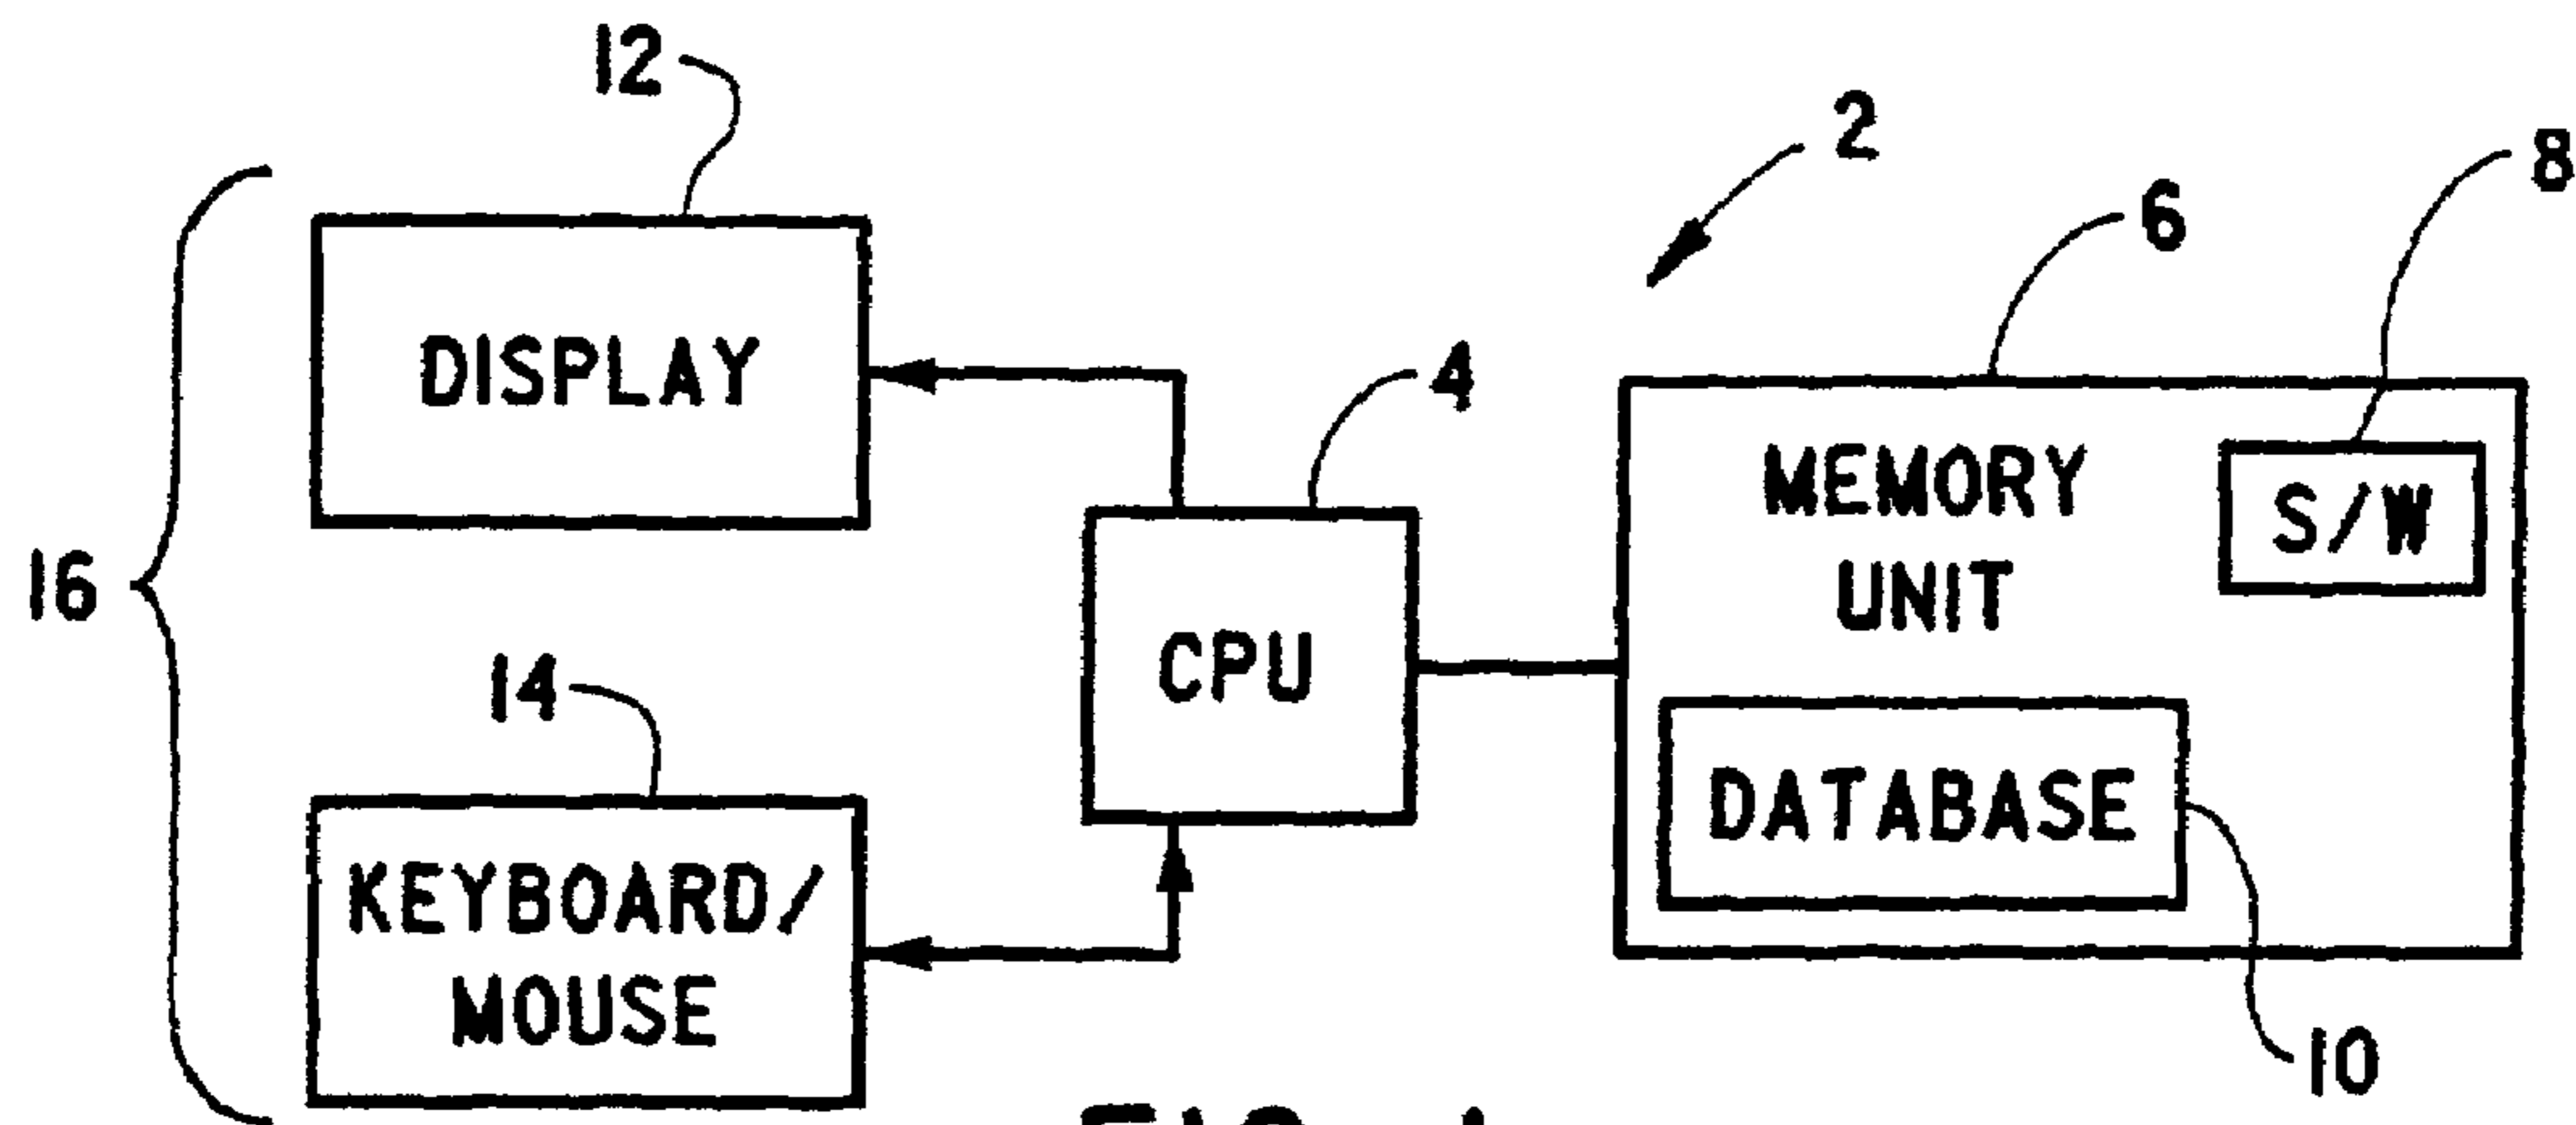 12
2
8
6
DISPLAY
4
MEMORY
UNIT
S/W
16
CPU
14
DATABASE
KEYBOARD/
MOUSE
10